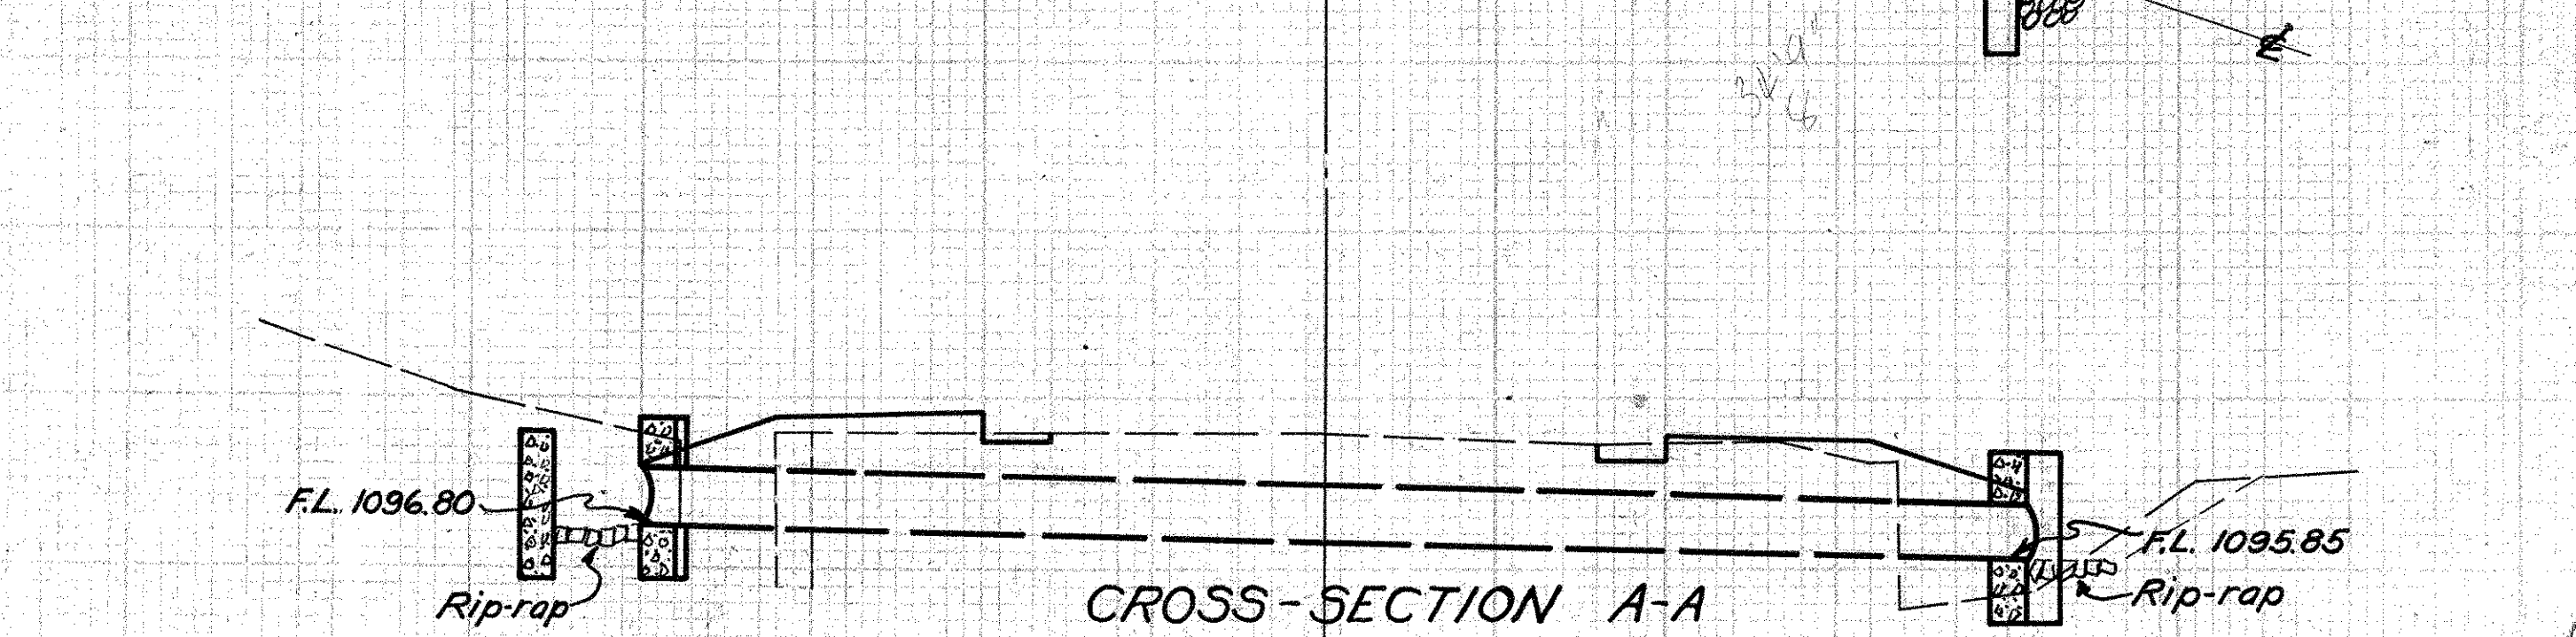 F.L. 1096.80
F.L. 1095.85
Rip-rap
CROSS-SECTION A-A
Rip-rap